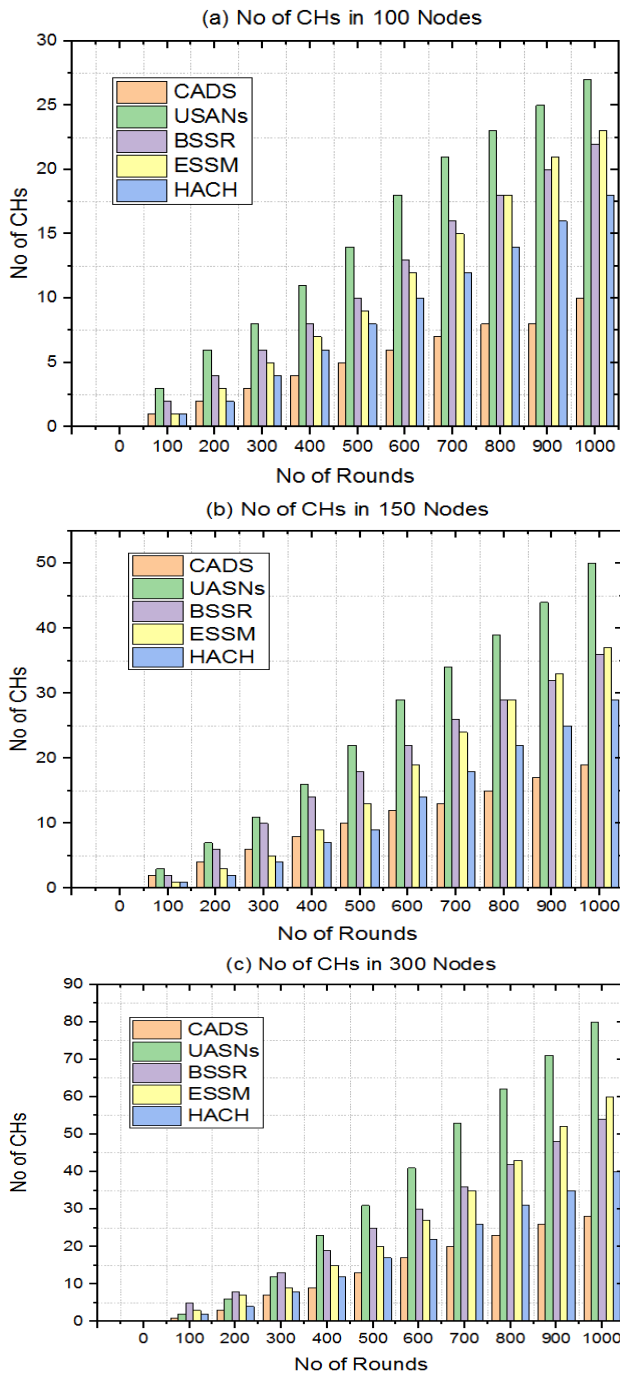 (a) No of CHs in 100 Nodes
30
25
20
15
10
5
0
No of CHs
CADS
USANs
BSSR
ESSM
HACH
0 100 200 300 400 500 600 700 800 900 1000
No of Rounds
(b) No of CHs in 150 Nodes
50
40
30
20
10
0
No of CHs
CADS
UASNs
BSSR
ESSM
HACH
0 100 200 300 400 500 600 700 800 900 1000
No of Rounds
(c) No of CHs in 300 Nodes
90
80
70
60
50
40
30
20
10
0
No of CHs
CADS
UASNs
BSSR
ESSM
HACH
0 100 200 300 400 500 600 700 800 900 1000
No of Rounds